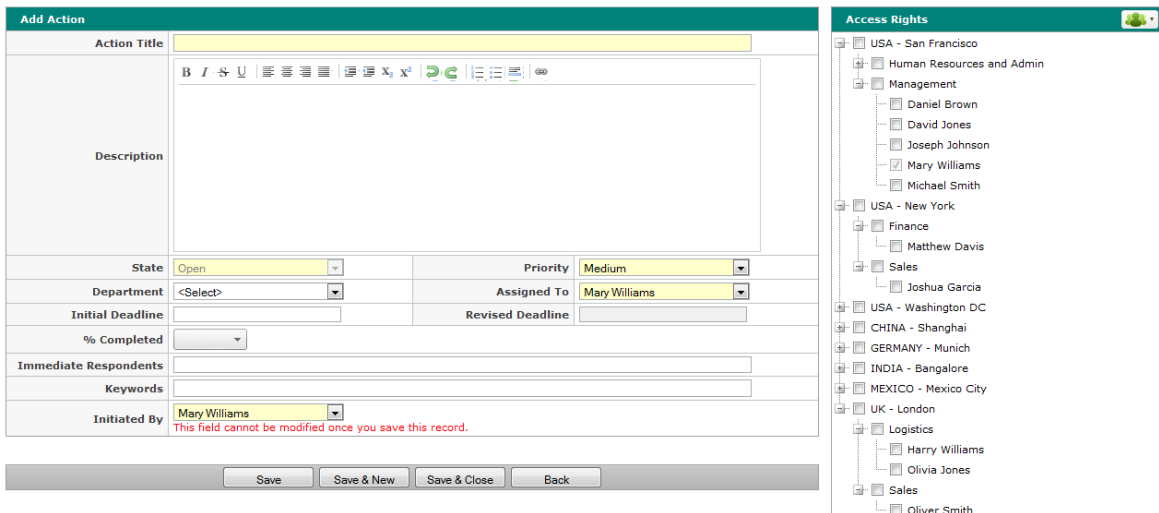 Add Action
Action Title
B I S U X₂ X²
Description
State Open Priority Medium
Department <Select> Assigned To Mary Williams
Initial Deadline Revised Deadline
% Completed
Immediate Respondents
Keywords
Initiated By Mary Williams
This field cannot be modified once you save this record.
Save Save & New Save & Close Back
Access Rights
USA - San Francisco
Human Resources and Admin
Management
Daniel Brown
David Jones
Joseph Johnson
Mary Williams
Michael Smith
USA - New York
Finance
Matthew Davis
Sales
Joshua Garcia
USA - Washington DC
CHINA - Shanghai
GERMANY - Munich
INDIA - Bangalore
MEXICO - Mexico City
UK - London
Logistics
Harry Williams
Olivia Jones
Sales
Oliver Smith